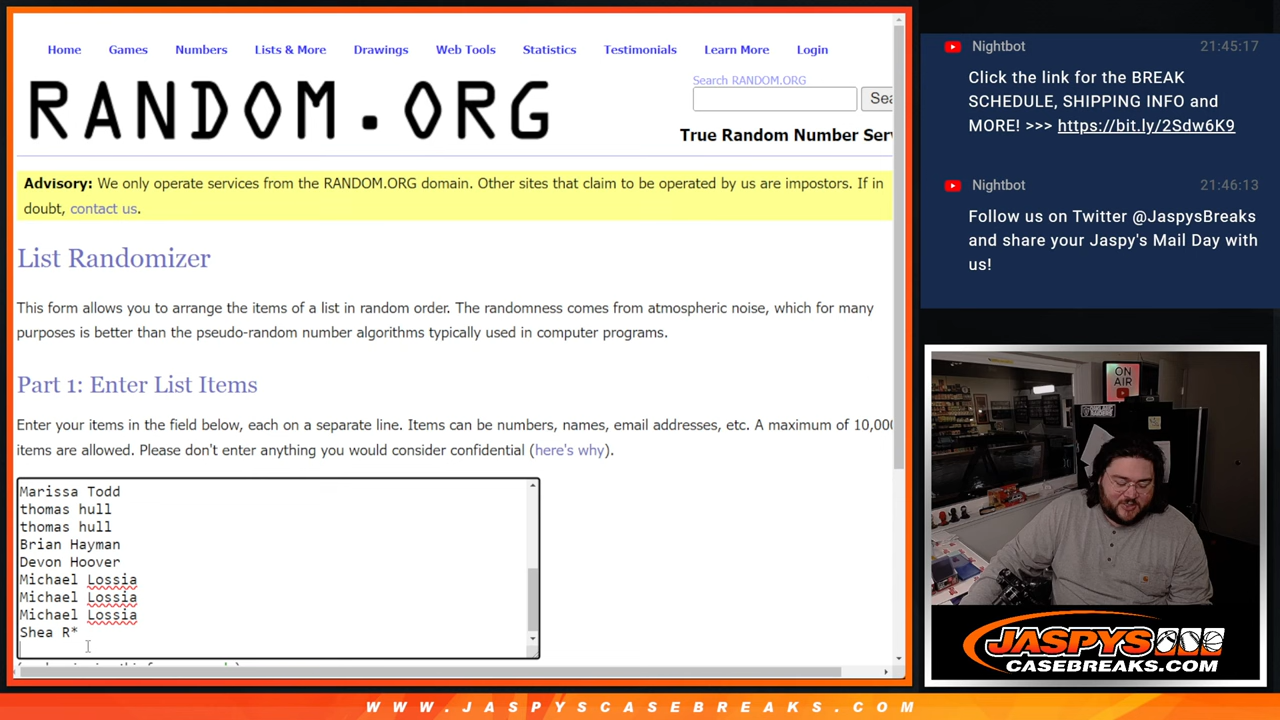 Home Games Numbers Lists & More Drawings Web Tools Statistics Testimonials Learn More Login
Search RANDOM.ORG
RANDOM.ORG
Sea
True Random Number Ser
Advisory: We only operate services from the RANDOM.ORG domain. Other sites that claim to be operated by us are impostors. If in
doubt, contact us.
List Randomizer
This form allows you to arrange the items of a list in random order. The randomness comes from atmospheric noise, which for many
purposes is better than the pseudo-random number algorithms typically used in computer programs.
Part 1: Enter List Items
Enter your items in the field below, each on a separate line. Items can be numbers, names, email addresses, etc. A maximum of 10,00
items are allowed. Please don't enter anything you would consider confidential (here's why).
Marissa Todd
thomas hull
thomas hull
Brian Hayman
Devon Hoover
Michael Lossia
Michael Lossia
Michael Lossia
Shea R*
Nightbot 21:45:17
Click the link for the BREAK
SCHEDULE, SHIPPING INFO and
MORE! >>> https://bit.ly/2Sdw6K9
Nightbot 21:46:13
Follow us on Twitter @JaspysBreaks
and share your Jaspy's Mail Day with
us!
ON
AIR
JASPYS
CASEBREAKS.COM
WWW.JASPYSCASEBREAKS.COM